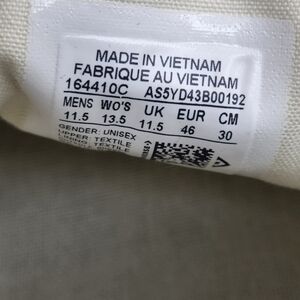 MADE IN VIETNAM
FABRIQUE AU VIETNAM
164410C AS5YD43B00192
MENS WO'S UK EUR CM
11.5 13.5 11.5 46 30
GENDER: UNISEX
UPPER: TEXTILE
TEXTILE